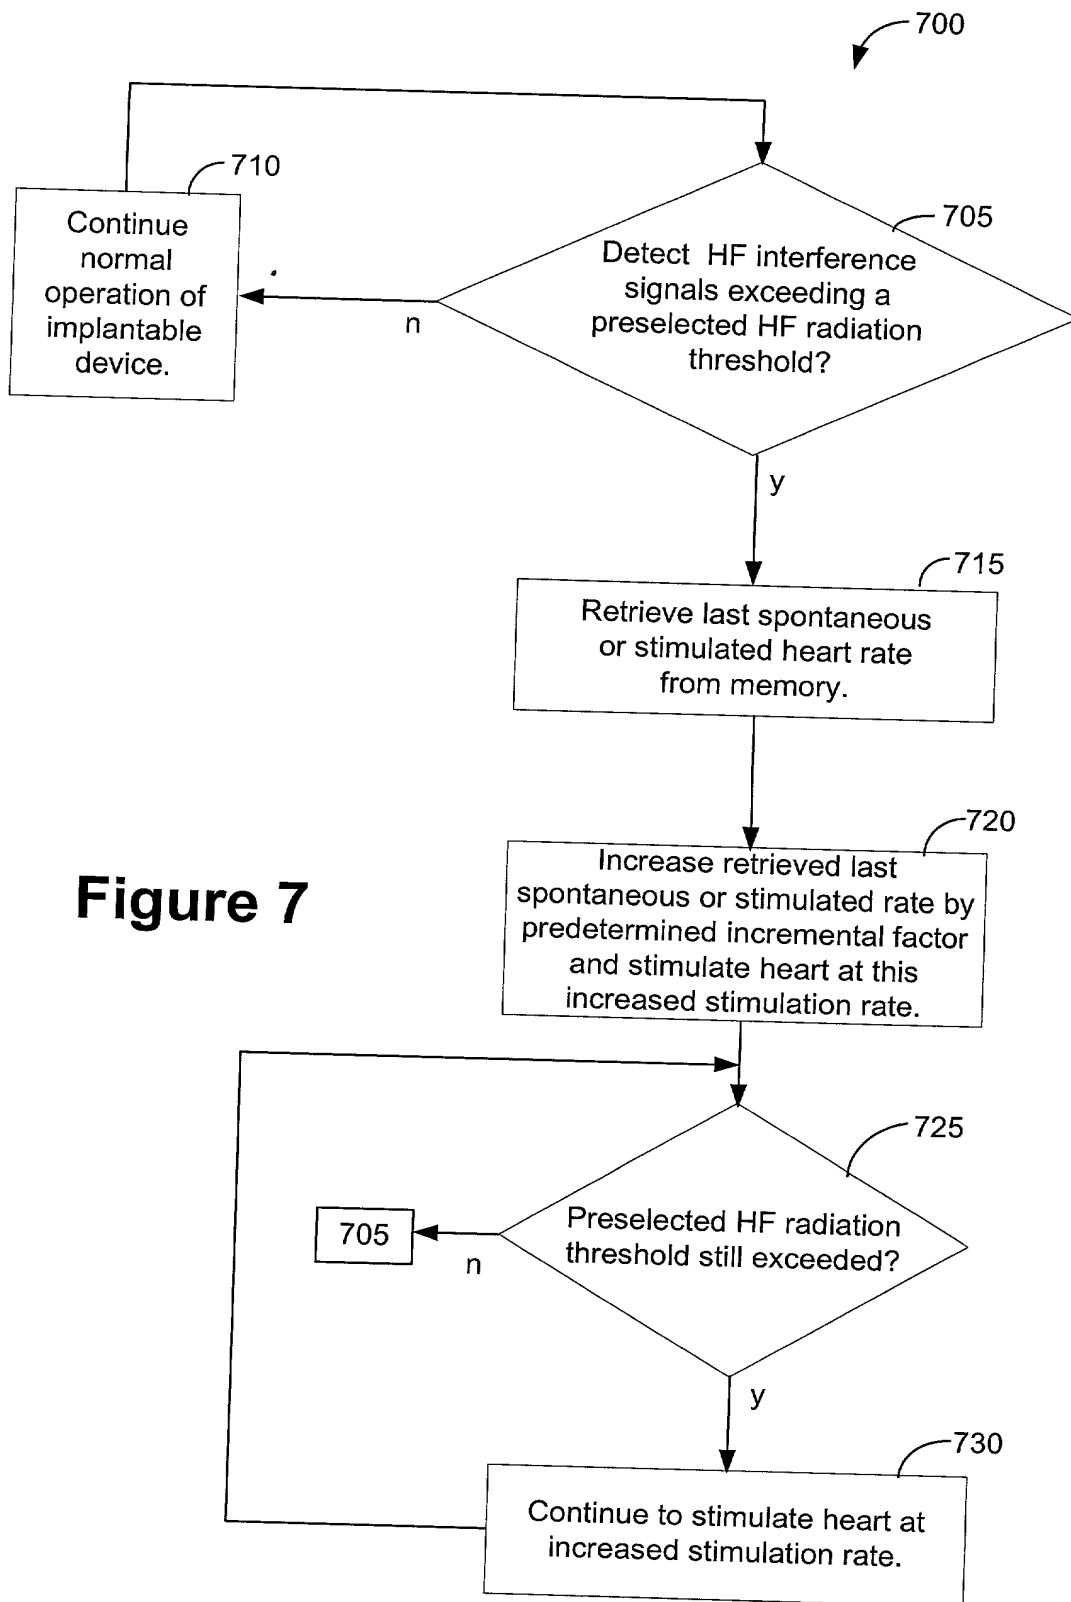 700
710
Continue
normal
operation of
implantable
device.
705
Detect HF interference
signals exceeding a
preselected HF radiation
threshold?
n
y
715
Retrieve last spontaneous
or stimulated heart rate
from memory.
720
Increase retrieved last
spontaneous or stimulated rate by
predetermined incremental factor
and stimulate heart at this
increased stimulation rate.
Figure 7
725
Preselected HF radiation
threshold still exceeded?
705
n
y
730
Continue to stimulate heart at
increased stimulation rate.